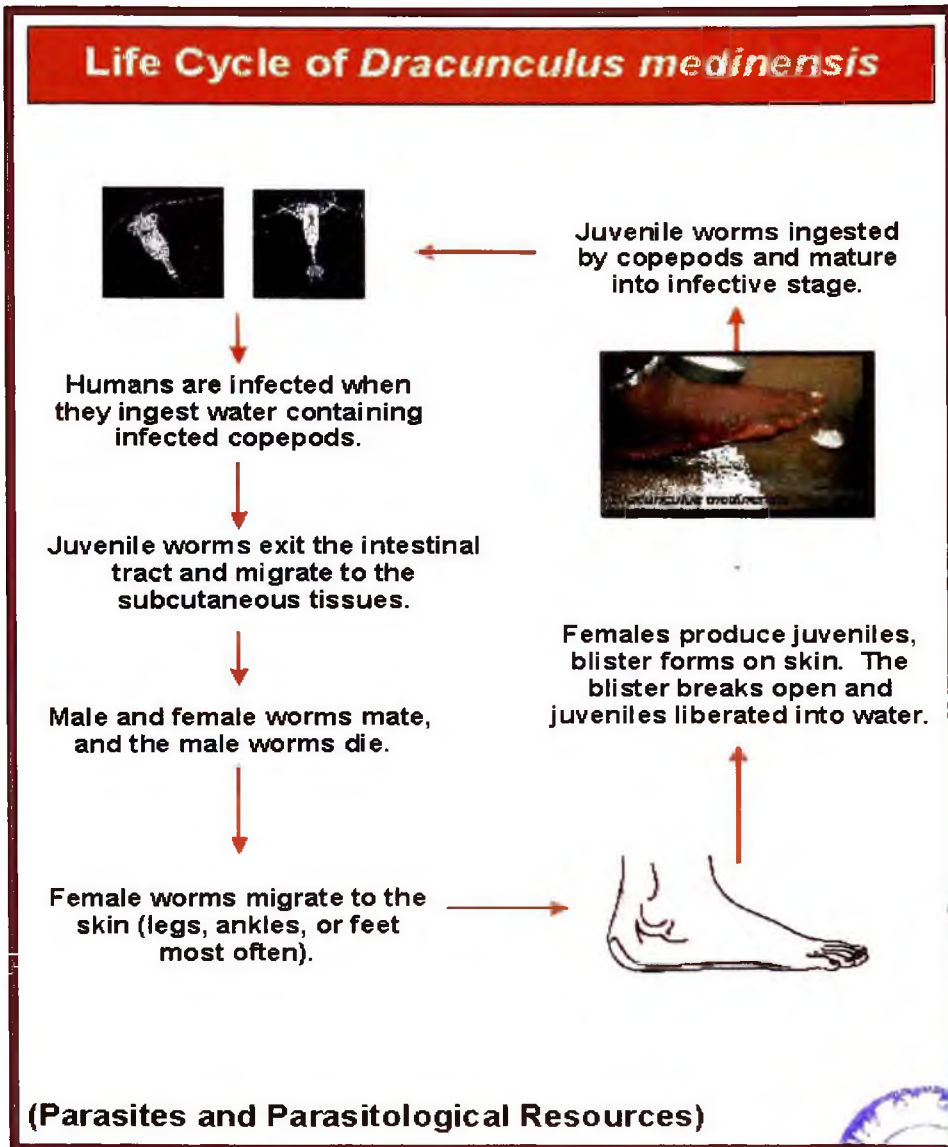 Life Cycle of Dracunculus medinensis
Juvenile worms ingested
by copepods and mature
into infective stage.
Humans are infected when
they ingest water containing
infected copepods.
Juvenile worms exit the intestinal
tract and migrate to the
subcutaneous tissues.
Male and female worms mate,
and the male worms die.
Female worms migrate to the
skin (legs, ankles, or feet
most often).
Females produce juveniles,
blister forms on skin. The
blister breaks open and
juveniles liberated into water.
Dracunculus medinensis
(Parasites and Parasitological Resources)